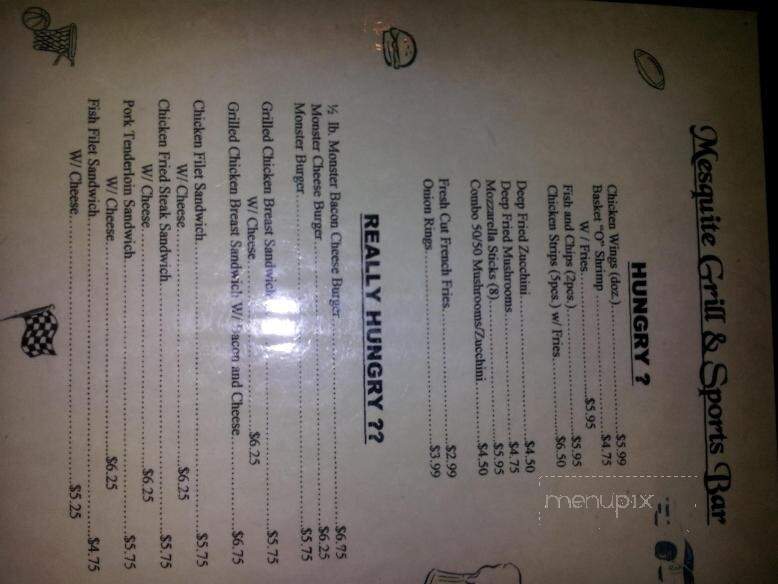 Mesquite Grill & Sports Bar
HUNGRY ?
Chicken Wings (doz.)..............................$5.99
Basket "O" Shrimp..................................$4.75
W/ Fries..............................$5.95
Fish and Chips (2pcs.)..............................$5.95
Chicken Strips (5pcs.) w/ Fries....................$6.50
Deep Fried Zucchini..............................$4.50
Deep Fried Mushrooms..............................$4.75
Mozzarella Sticks (8)..............................$5.95
Combo 50/50 Mushrooms/Zucchini....................$4.50
Fresh Cut French Fries..............................$2.99
Onion Rings........................................$3.99
REALLY HUNGRY ??
½ lb. Monster Bacon Cheese Burger..............................$6.75
Monster Cheese Burger..............................$6.25
Monster Burger........................................$5.75
Grilled Chicken Breast Sandwich..............................$5.75
W/ Cheese..............................$6.25
Grilled Chicken Breast Sandwich W/ Bacon and Cheese....................$6.75
Chicken Filet Sandwich..............................$5.75
W/ Cheese..............................$6.25
Chicken Fried Steak Sandwich..............................$5.75
W/ Cheese..............................$6.25
Pork Tenderloin Sandwich..............................$5.75
W/ Cheese..............................$6.25
Fish Filet Sandwich..............................$4.75
W/ Cheese..............................$5.25
menupix